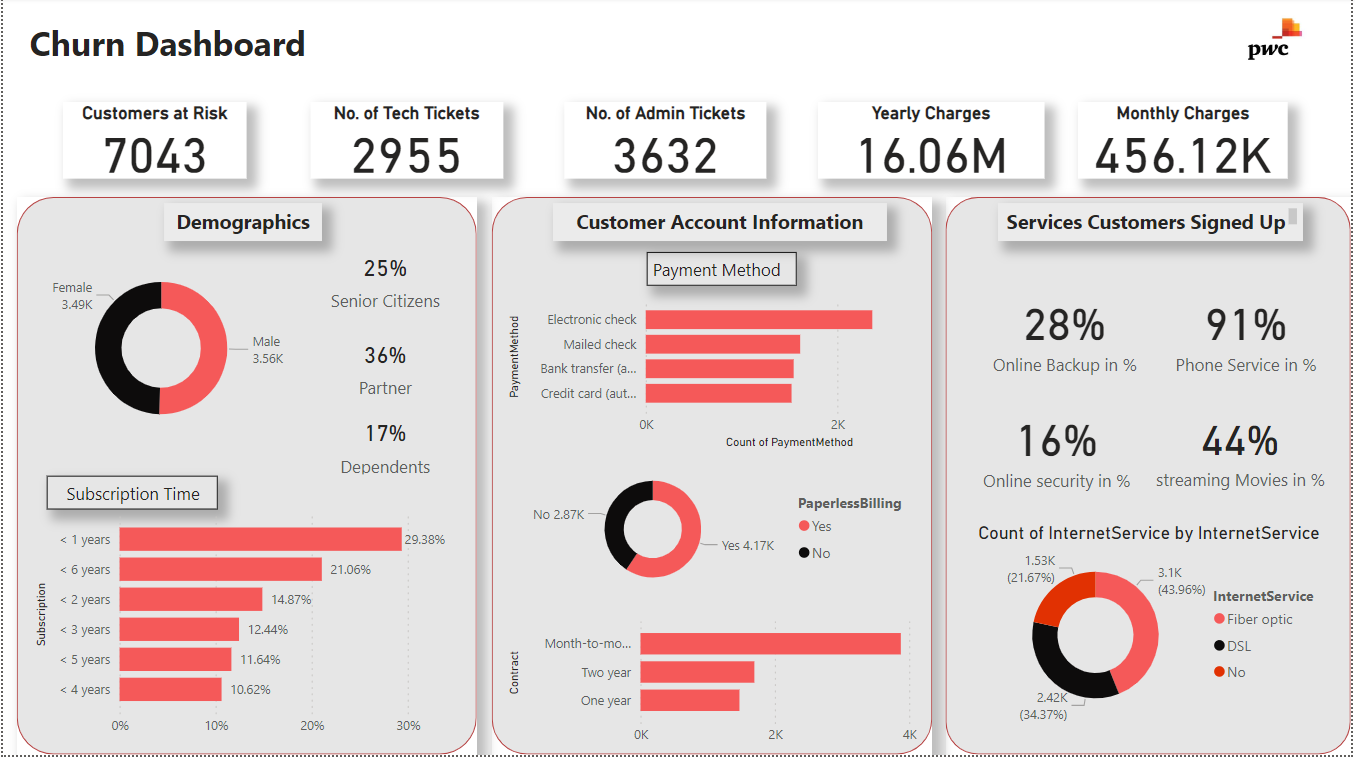 Churn Dashboard
pwc
Customers at Risk
7043
No. of Tech Tickets
2955
No. of Admin Tickets
3632
Yearly Charges
16.06M
Monthly Charges
456.12K
Demographics
Female
3.49K
Male
3.56K
25%
Senior Citizens
36%
Partner
17%
Dependents
Subscription Time
Subscription
< 1 years
29.38%
< 6 years
21.06%
< 2 years
14.87%
< 3 years
12.44%
< 5 years
11.64%
< 4 years
10.62%
0%
10%
20%
30%
Customer Account Information
Payment Method
PaymentMethod
Electronic check
Mailed check
Bank transfer (a...
Credit card (aut...
0K
2K
Count of PaymentMethod
No 2.87K
Yes 4.17K
PaperlessBilling
Yes
No
Contract
Month-to-mo...
Two year
One year
0K
2K
4K
Services Customers Signed Up
28%
Online Backup in %
91%
Phone Service in %
16%
Online security in %
44%
streaming Movies in %
Count of InternetService by InternetService
1.53K
(21.67%)
3.1K
(43.96%)
2.42K
(34.37%)
InternetService
Fiber optic
DSL
No